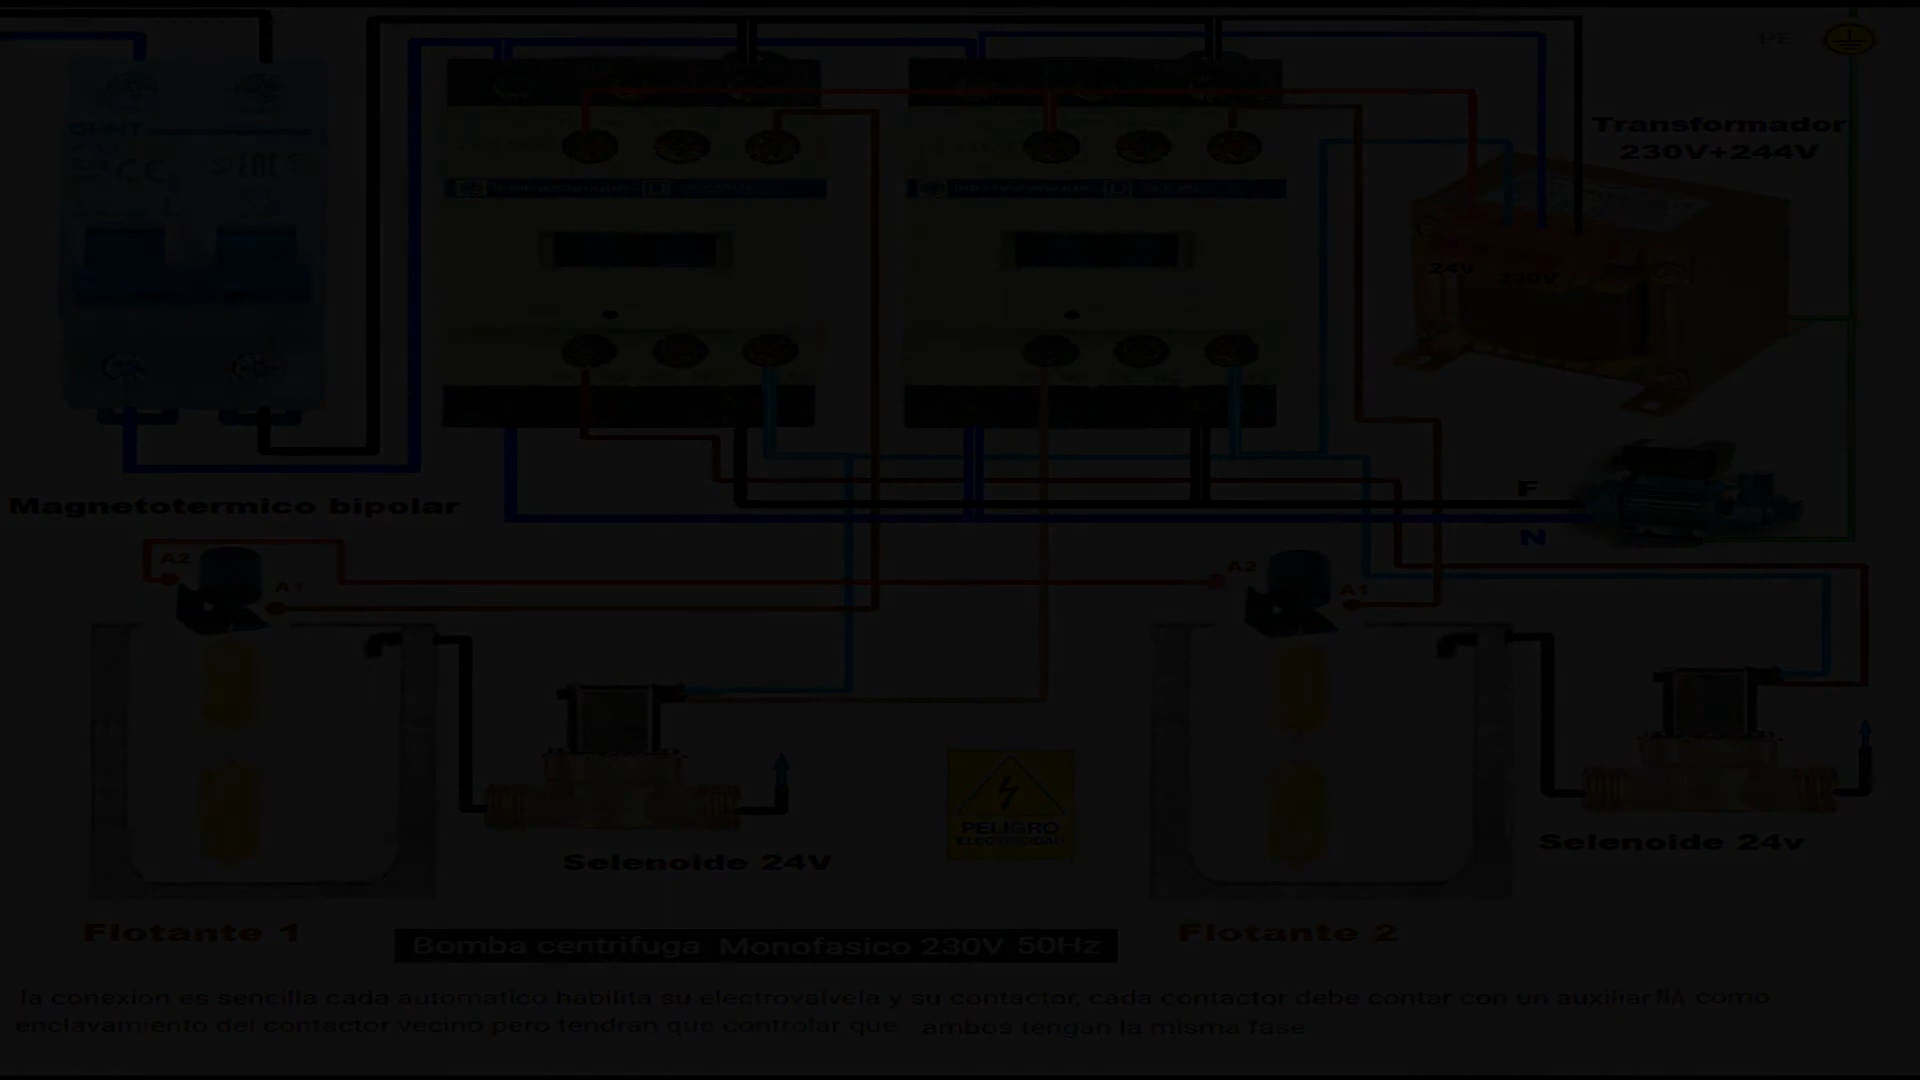 PE
CHNT
Transformador
230V+244V
24V
230V
Magnetotermico bipolar
F
N
A2
A1
A2
A1
PELIGRO
ELECTRICIDAD
Selenoide 24V
Selenoide 24v
Flotante 1
Flotante 2
Bomba centrifuga Monofasico 230V 50Hz
la conexion es sencilla cada automatico habilita su electrovalvela y su contactor, cada contactor debe contar con un auxiliar NA como
enclavamiento del contactor vecino pero tendran que controlar que ambos tengan la misma fase